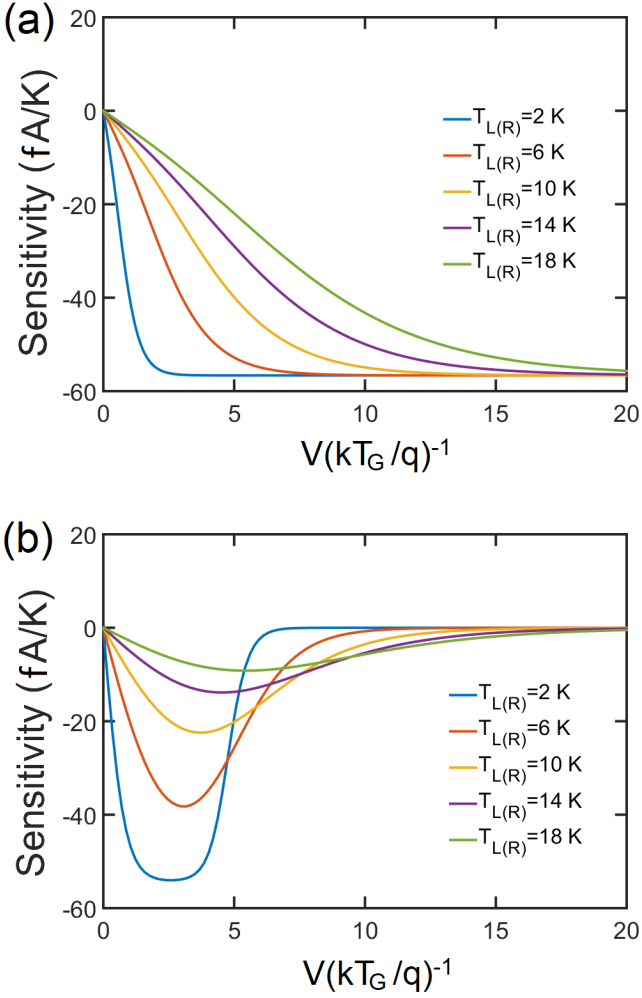 (a)
Sensitivity (fA/K)
20
0
-20
-40
-60
T_L(R)=2 K
T_L(R)=6 K
T_L(R)=10 K
T_L(R)=14 K
T_L(R)=18 K
0 5 10 15 20
V(kT_G/q)^-1
(b)
Sensitivity (fA/K)
20
0
-20
-40
-60
T_L(R)=2 K
T_L(R)=6 K
T_L(R)=10 K
T_L(R)=14 K
T_L(R)=18 K
0 5 10 15 20
V(kT_G/q)^-1